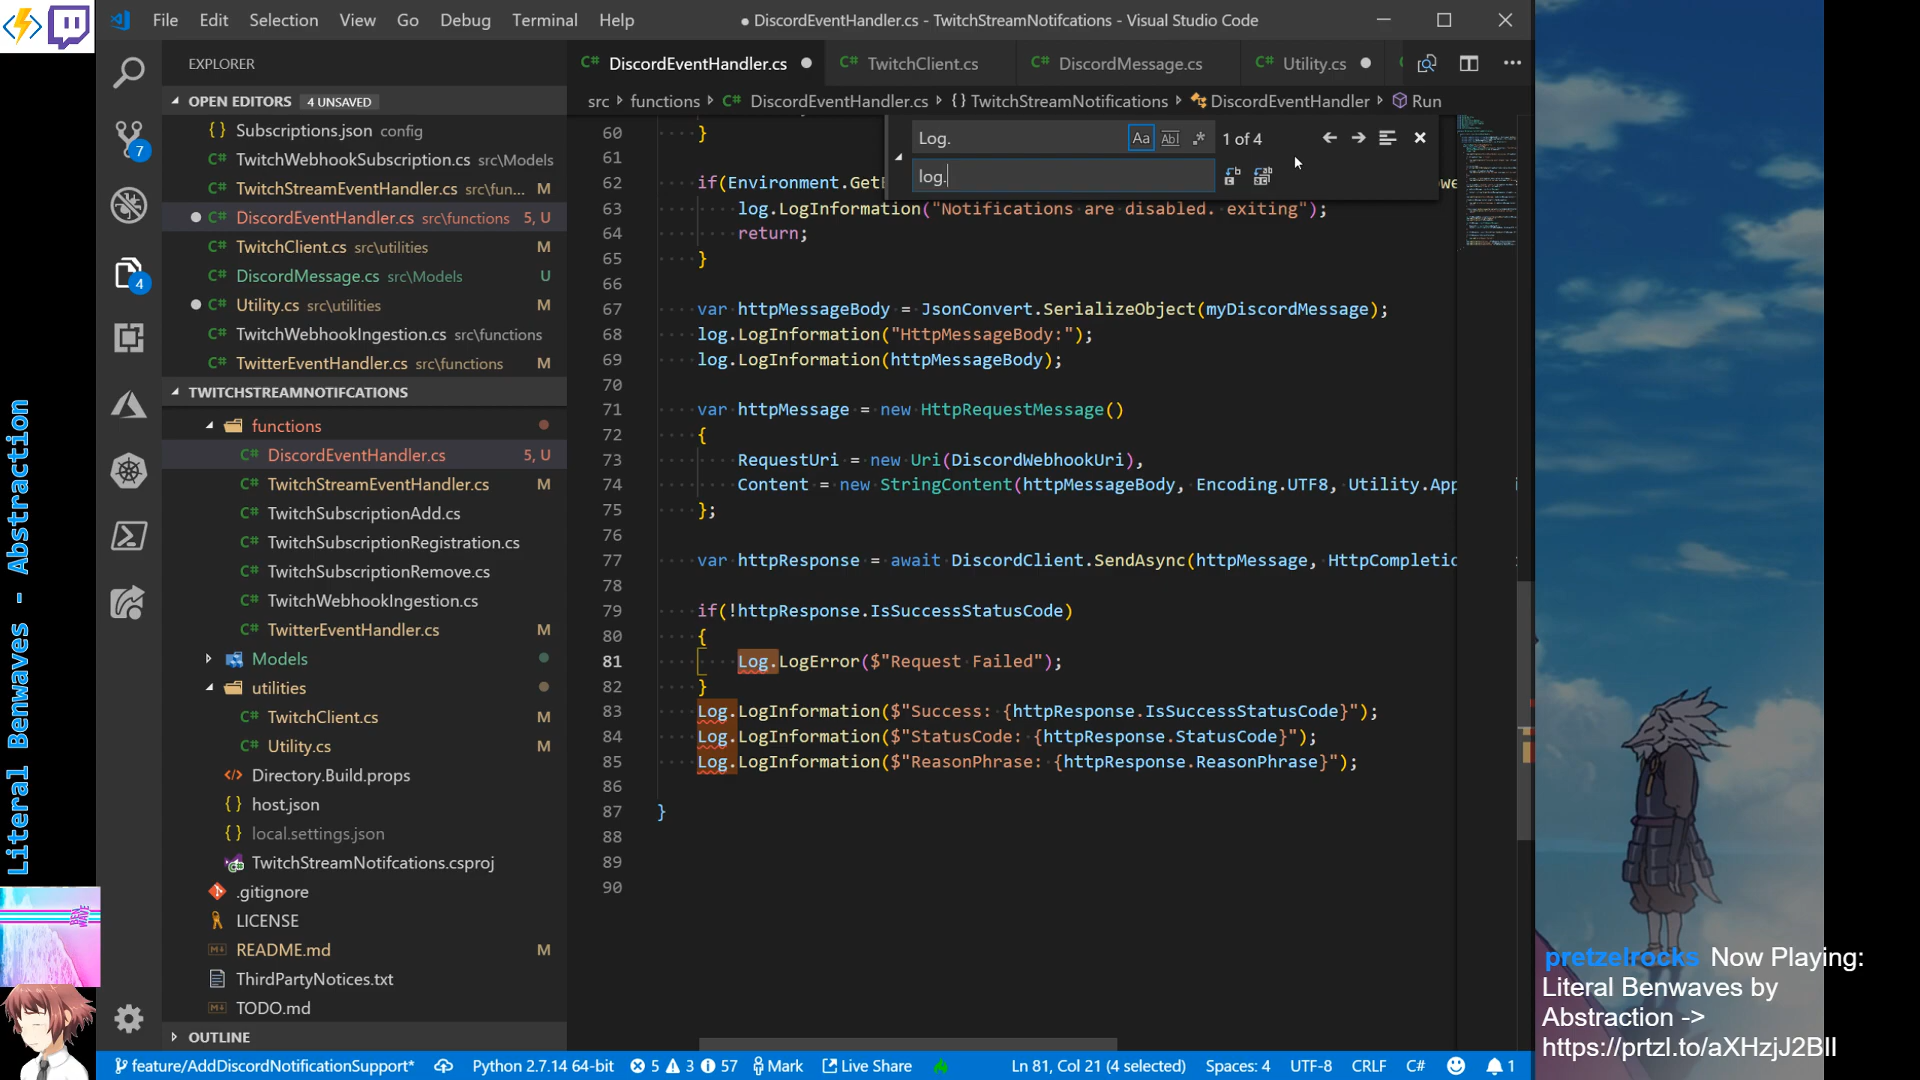 File Edit Selection View Go Debug Terminal Help
● DiscordEventHandler.cs - TwitchStreamNotifcations - Visual Studio Code
EXPLORER
OPEN EDITORS 4 UNSAVED
{} Subscriptions.json config
C# TwitchWebhookSubscription.cs src\Models
C# TwitchStreamEventHandler.cs src\fun... M
C# DiscordEventHandler.cs src\functions 5, U
C# TwitchClient.cs src\utilities M
C# DiscordMessage.cs src\Models U
C# Utility.cs src\utilities M
C# TwitchWebhookIngestion.cs src\functions
C# TwitterEventHandler.cs src\functions M
TWITCHSTREAMNOTIFCATIONS
functions
C# DiscordEventHandler.cs 5, U
C# TwitchStreamEventHandler.cs M
C# TwitchSubscriptionAdd.cs
C# TwitchSubscriptionRegistration.cs
C# TwitchSubscriptionRemove.cs
C# TwitchWebhookIngestion.cs
C# TwitterEventHandler.cs M
Models
utilities
C# TwitchClient.cs M
C# Utility.cs M
Directory.Build.props
{} host.json
{} local.settings.json
TwitchStreamNotifcations.csproj
.gitignore
LICENSE
README.md M
ThirdPartyNotices.txt
TODO.md
OUTLINE
7
4
C# DiscordEventHandler.cs ● C# TwitchClient.cs C# DiscordMessage.cs C# Utility.cs ●
src › functions › C# DiscordEventHandler.cs › {} TwitchStreamNotifications › DiscordEventHandler › Run
Log. Aa Abl .* 1 of 4
log.
60 }
61
62 if(Environment.GetE
63 log.LogInformation("Notifications are disabled. exiting");
64 return;
65 }
66
67 var httpMessageBody = JsonConvert.SerializeObject(myDiscordMessage);
68 log.LogInformation("HttpMessageBody:");
69 log.LogInformation(httpMessageBody);
70
71 var httpMessage = new HttpRequestMessage()
72 {
73 RequestUri = new Uri(DiscordWebhookUri),
74 Content = new StringContent(httpMessageBody, Encoding.UTF8, Utility.App
75 };
76
77 var httpResponse = await DiscordClient.SendAsync(httpMessage, HttpCompletic
78
79 if(!httpResponse.IsSuccessStatusCode)
80 {
81 Log.LogError($"Request Failed");
82 }
83 Log.LogInformation($"Success: {httpResponse.IsSuccessStatusCode}");
84 Log.LogInformation($"StatusCode: {httpResponse.StatusCode}");
85 Log.LogInformation($"ReasonPhrase: {httpResponse.ReasonPhrase}");
86
87 }
88
89
90
feature/AddDiscordNotificationSupport* Python 2.7.14 64-bit 5 3 57 Mark Live Share Ln 81, Col 21 (4 selected) Spaces: 4 UTF-8 CRLF C# 1
Literal Benwaves - Abstraction
pretzelrocks Now Playing:
Literal Benwaves by
Abstraction ->
https://prtzl.to/aXHzjJ2BlI